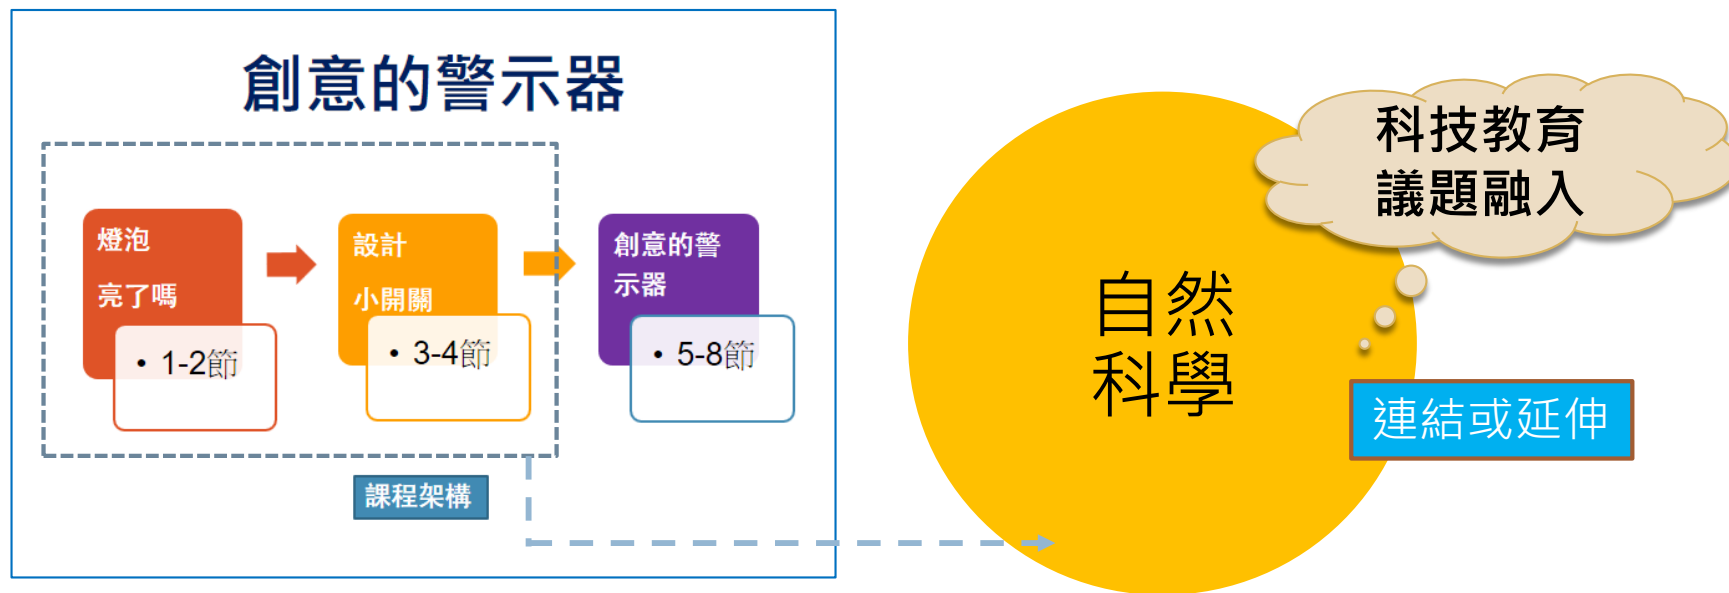 創意的警示器
燈泡
亮了嗎
• 1-2節
設計
小開關
• 3-4節
創意的警
示器
• 5-8節
課程架構
自然
科學
科技教育
議題融入
連結或延伸